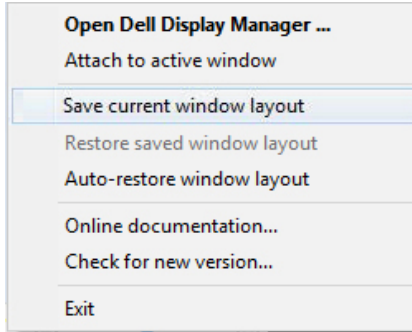 Open Dell Display Manager ...
Attach to active window
Save current window layout
Restore saved window layout
Auto-restore window layout
Online documentation...
Check for new version...
Exit